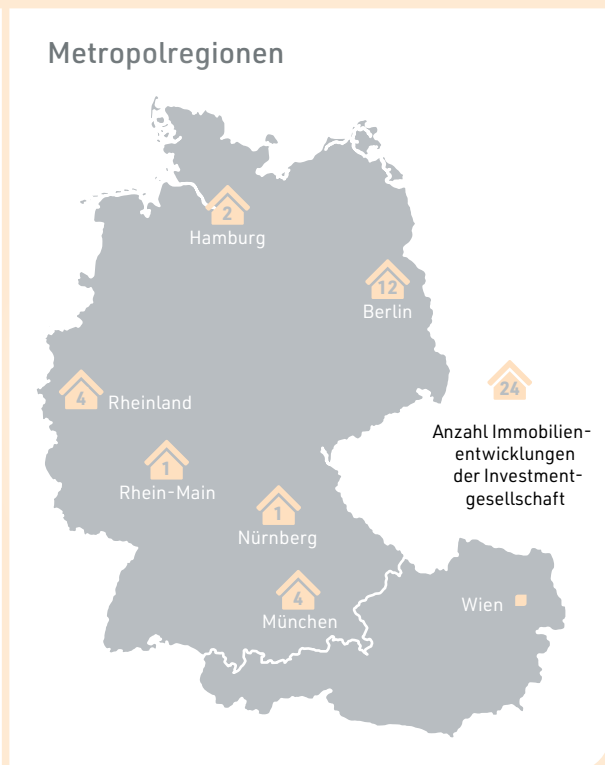 Metropolregionen
2
Hamburg
12
Berlin
4
Rheinland
24
Anzahl Immobilien-
entwicklungen
der Investment-
gesellschaft
1
Rhein-Main
1
Nürnberg
4
München
Wien